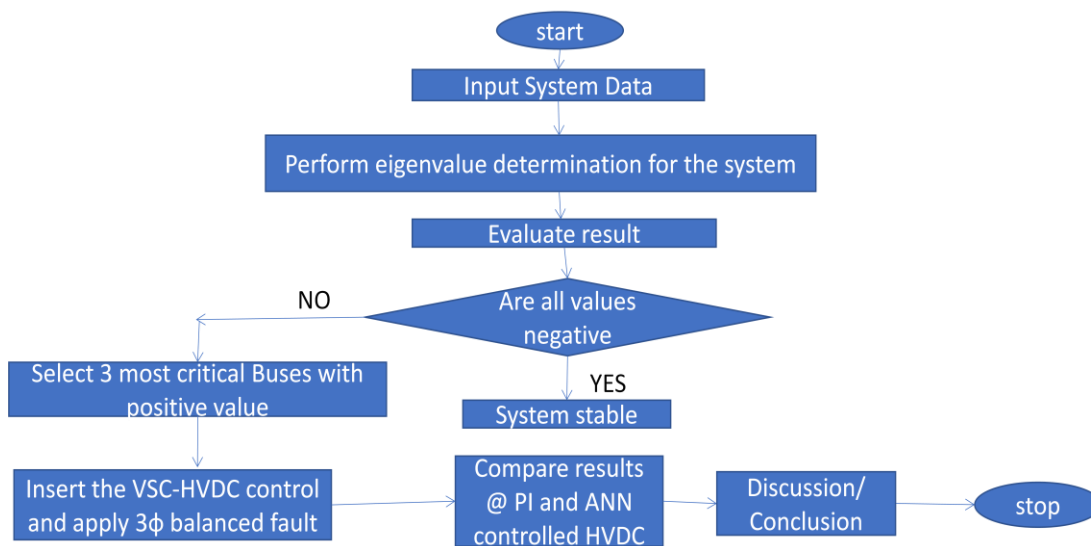 start
Input System Data
Perform eigenvalue determination for the system
Evaluate result
Are all values
negative
NO
YES
Select 3 most critical Buses with
positive value
System stable
Insert the VSC-HVDC control
and apply 3ϕ balanced fault
Compare results
@ PI and ANN
controlled HVDC
Discussion/
Conclusion
stop